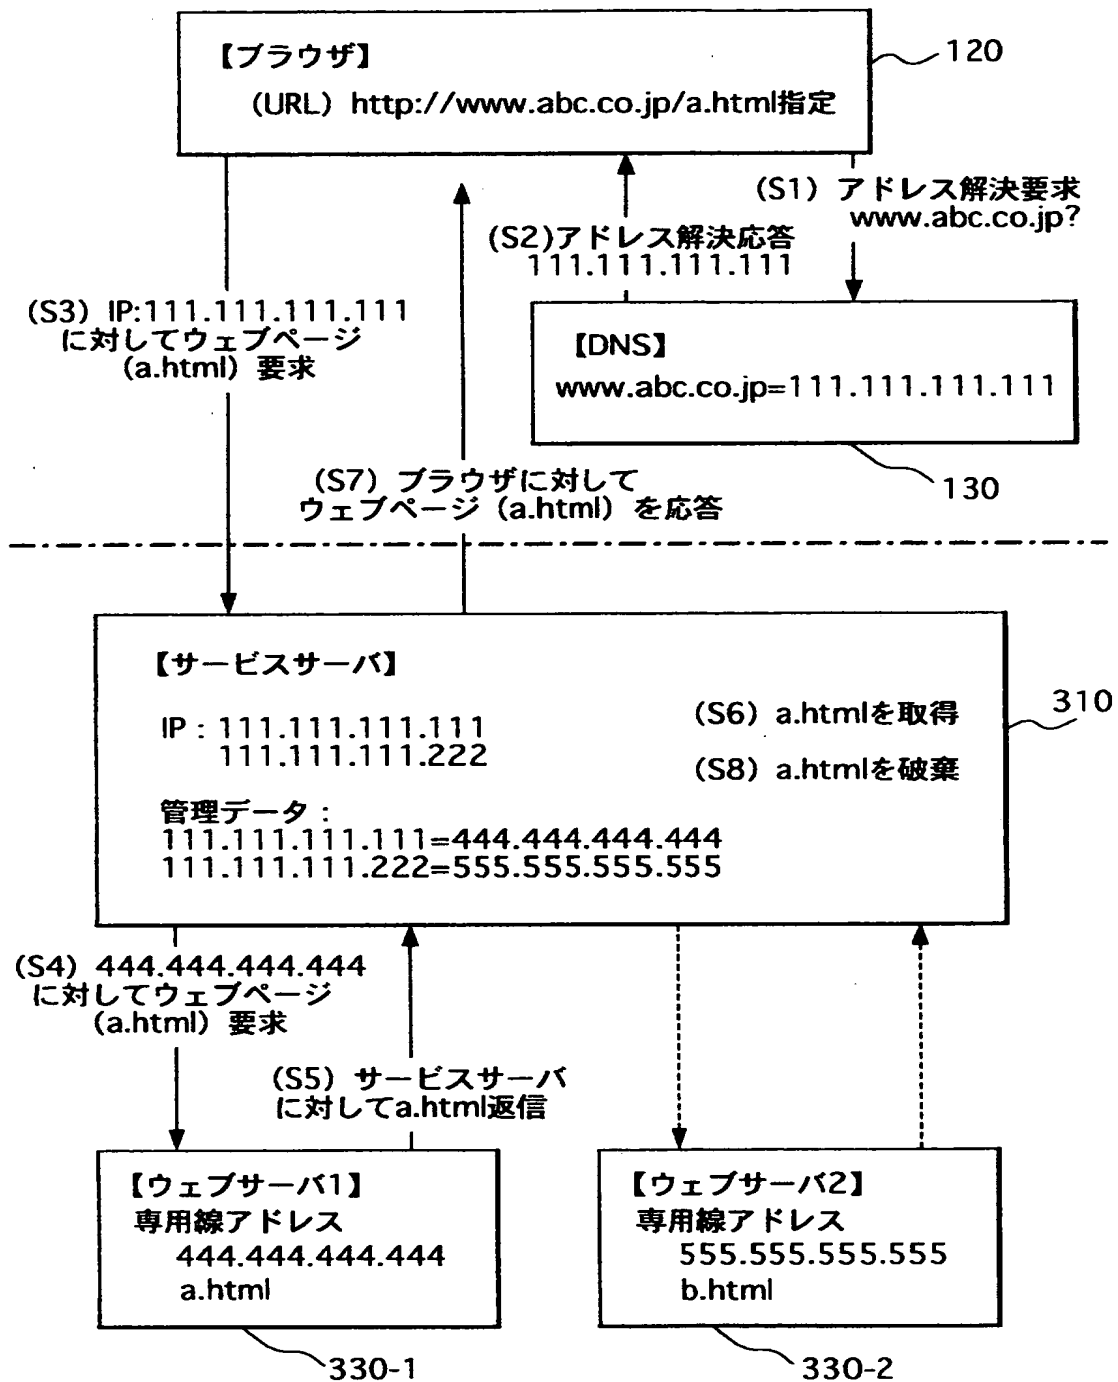 【ブラウザ】
(URL) http://www.abc.co.jp/a.html指定
120
(S1) アドレス解決要求
www.abc.co.jp?
(S2)アドレス解決応答
111.111.111.111
(S3) IP:111.111.111.111
に対してウェブページ
(a.html) 要求
【DNS】
www.abc.co.jp=111.111.111.111
130
(S7) ブラウザに対して
ウェブページ (a.html) を応答
【サービスサーバ】
IP : 111.111.111.111
111.111.111.222
(S6) a.htmlを取得
(S8) a.htmlを破棄
310
管理データ :
111.111.111.111=444.444.444.444
111.111.111.222=555.555.555.555
(S4) 444.444.444.444
に対してウェブページ
(a.html) 要求
(S5) サービスサーバ
に対してa.html返信
【ウェブサーバ1】
専用線アドレス
444.444.444.444
a.html
330-1
【ウェブサーバ2】
専用線アドレス
555.555.555.555
b.html
330-2